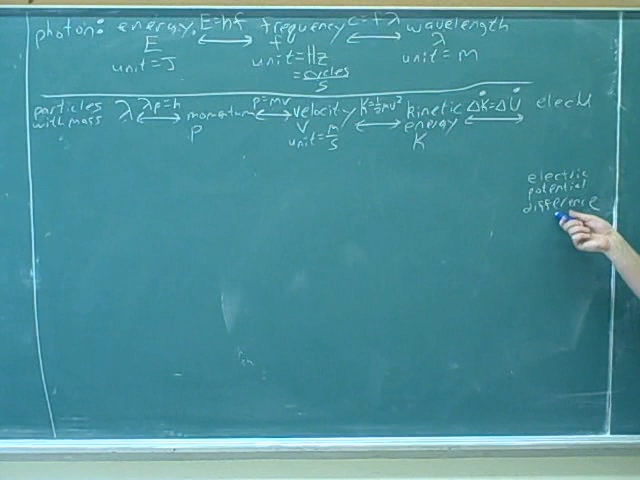 photon: energy, E=hf frequency c=fλ wavelength
E f, ν λ
unit=J unit=Hz unit=m
=cycles/s
particles λ λp=h momentum p=mv velocity K=½mv² kinetic ΔK=ΔU elecM
with mass p v energy
unit=m/s K
electric
potential
difference